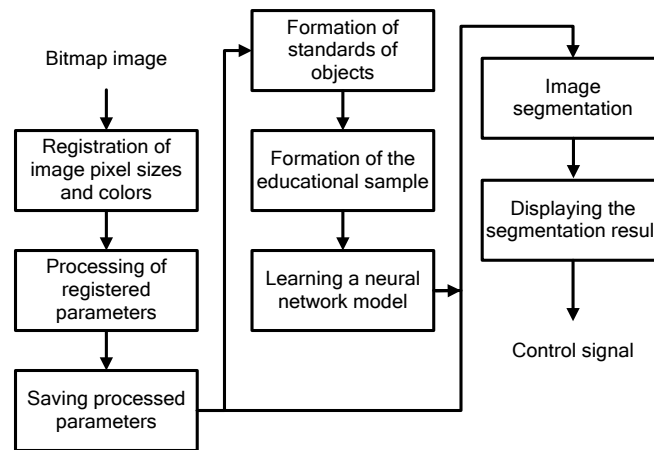 Bitmap image
Registration of
image pixel sizes
and colors
Processing of
registered
parameters
Saving processed
parameters
Formation of
standards of
objects
Formation of the
educational sample
Learning a neural
network model
Image
segmentation
Displaying the
segmentation resul
Control signal